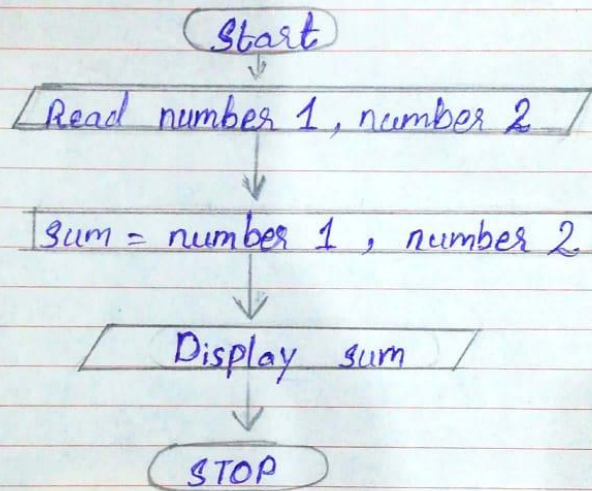 Start
Read number 1, number 2
sum = number 1, number 2
Display sum
STOP